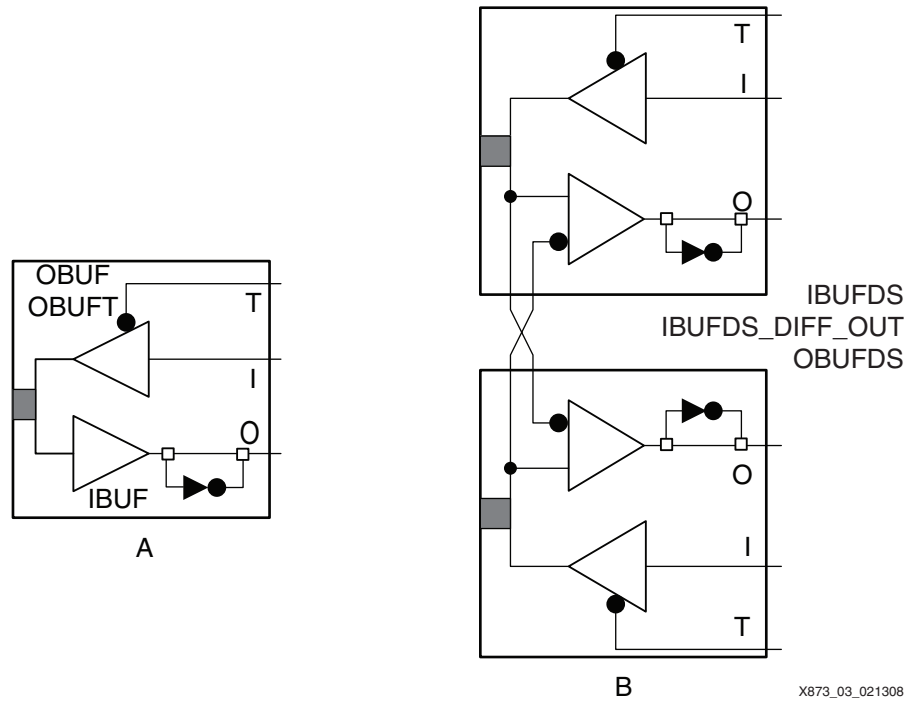 OBUF
OBUFT
T
I
O
IBUF
A
T
I
O
IBUFDS
IBUFDS_DIFF_OUT
OBUFDS
O
I
T
B
X873_03_021308